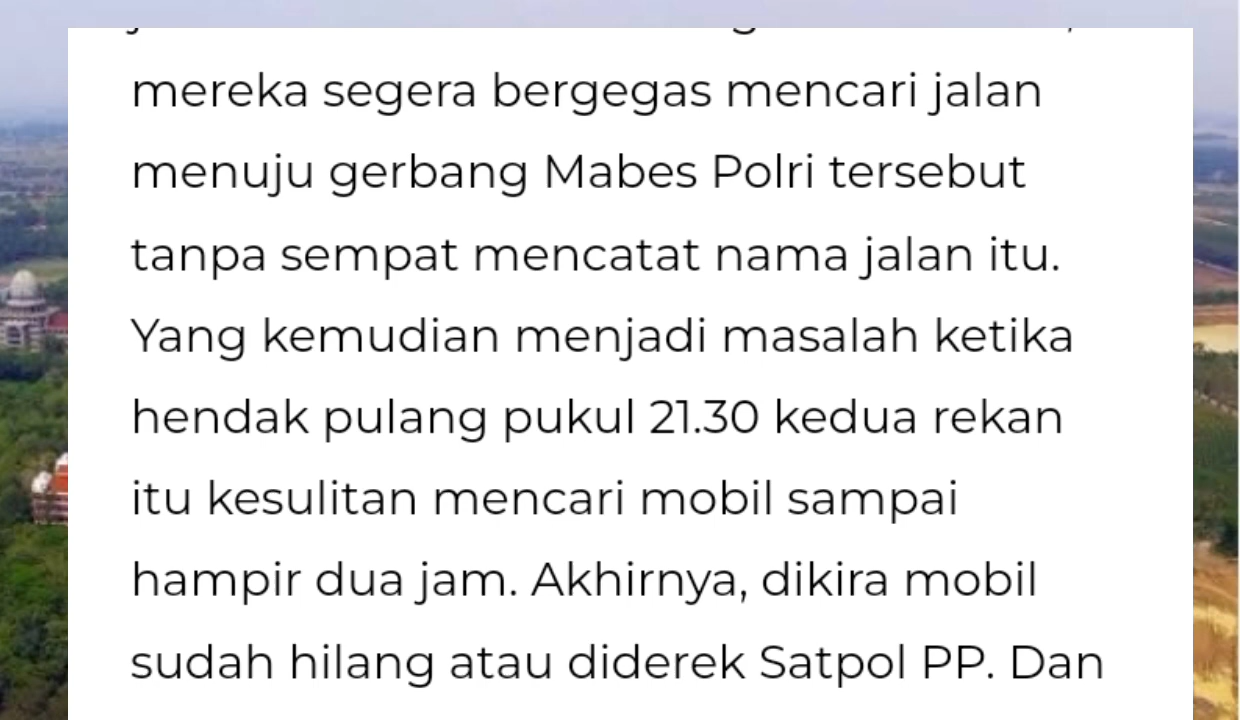 mereka segera bergegas mencari jalan
menuju gerbang Mabes Polri tersebut
tanpa sempat mencatat nama jalan itu.
Yang kemudian menjadi masalah ketika
hendak pulang pukul 21.30 kedua rekan
itu kesulitan mencari mobil sampai
hampir dua jam. Akhirnya, dikira mobil
sudah hilang atau diderek Satpol PP. Dan